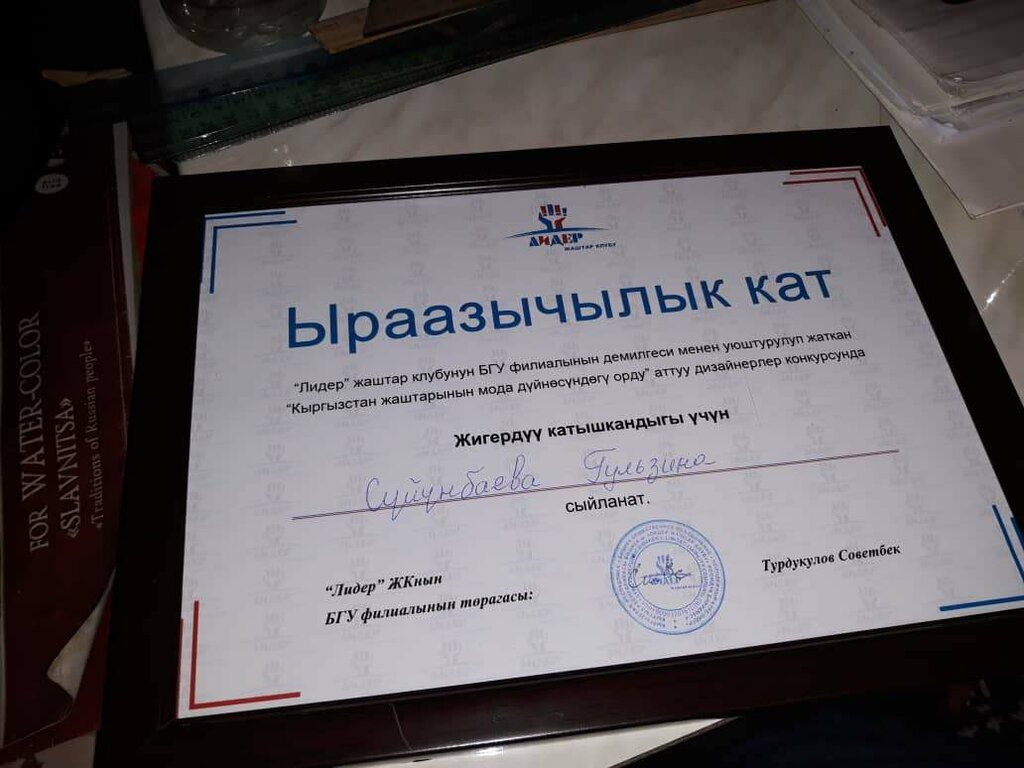 ЛИДЕР
ЖАШТАР КЛУБУ
Ыраазычылык кат
“Лидер” жаштар клубунун БГУ филиалынын демилгеси менен уюштурулуп жаткан
“Кыргызстан жаштарынын мода дүйнөсүндөгү орду” аттуу дизайнерлер конкурсунда
Жигердүү катышкандыгы үчүн
Сүйүнбаева Гульзина
сыйланат.
“Лидер” ЖКнын
БГУ филиалынын төрагасы:
Турдукулов Советбек
FOR WATER-COLOR
«SLAVNITSA»
«Traditions of Russian people»